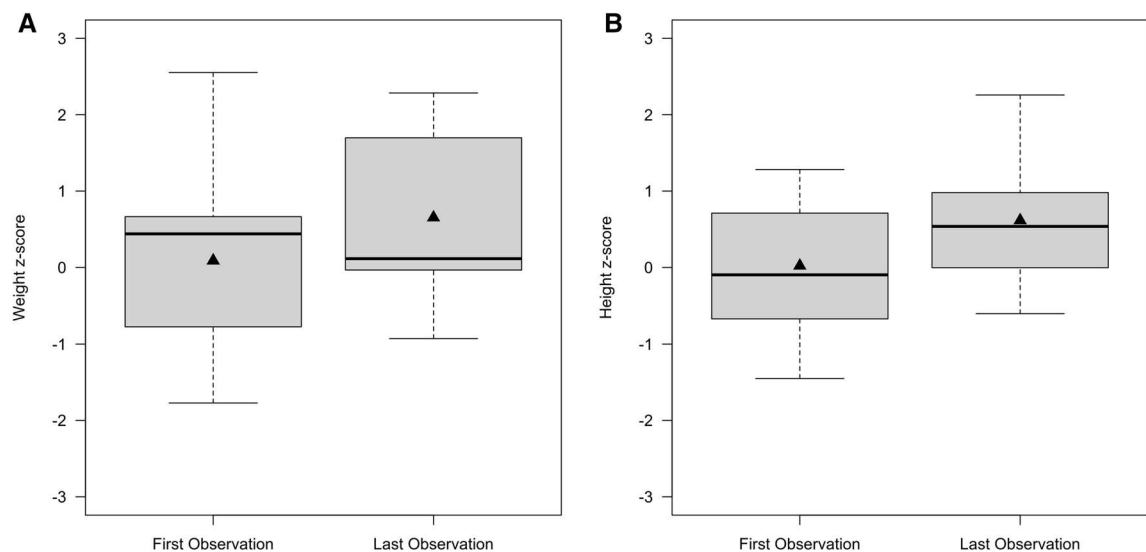 A
3
2
1
0
-1
-2
-3
Weight z-score
First Observation
Last Observation
B
3
2
1
0
-1
-2
-3
Height z-score
First Observation
Last Observation